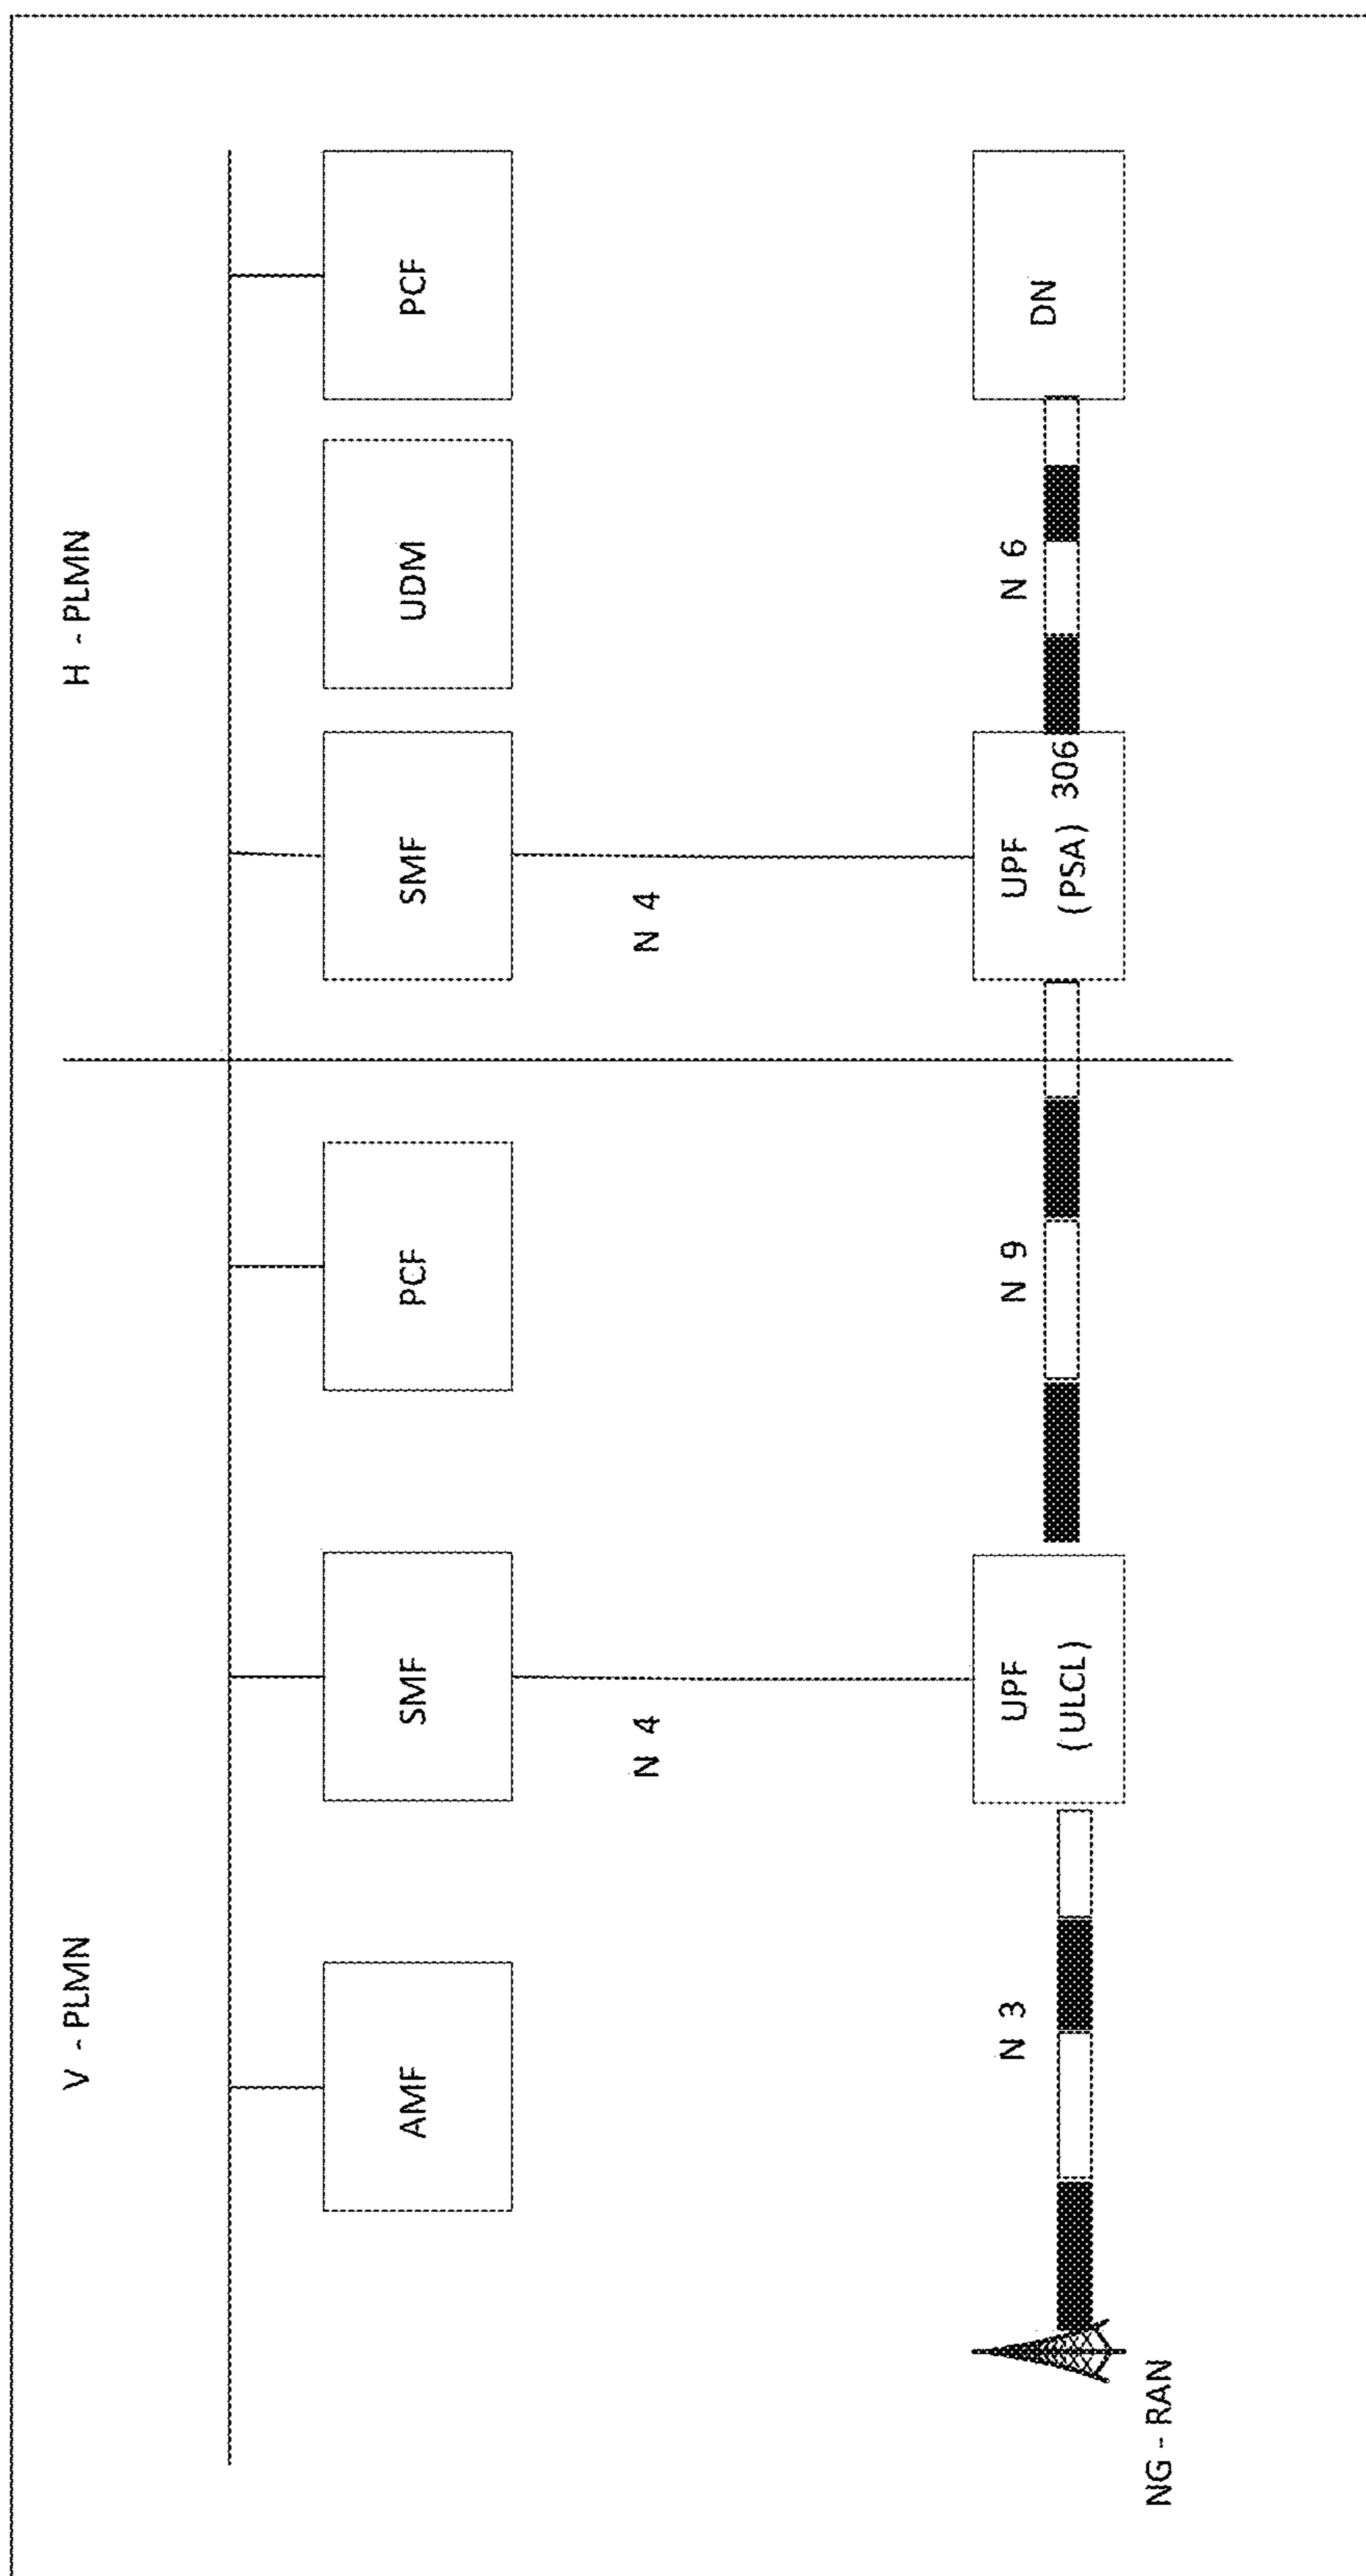 V - PLMN
H - PLMN
AMF
SMF
PCF
SMF
UDM
PCF
N 4
N 4
N 3
UPF
(ULCL)
N 9
UPF
(PSA) 306
N 6
DN
NG - RAN